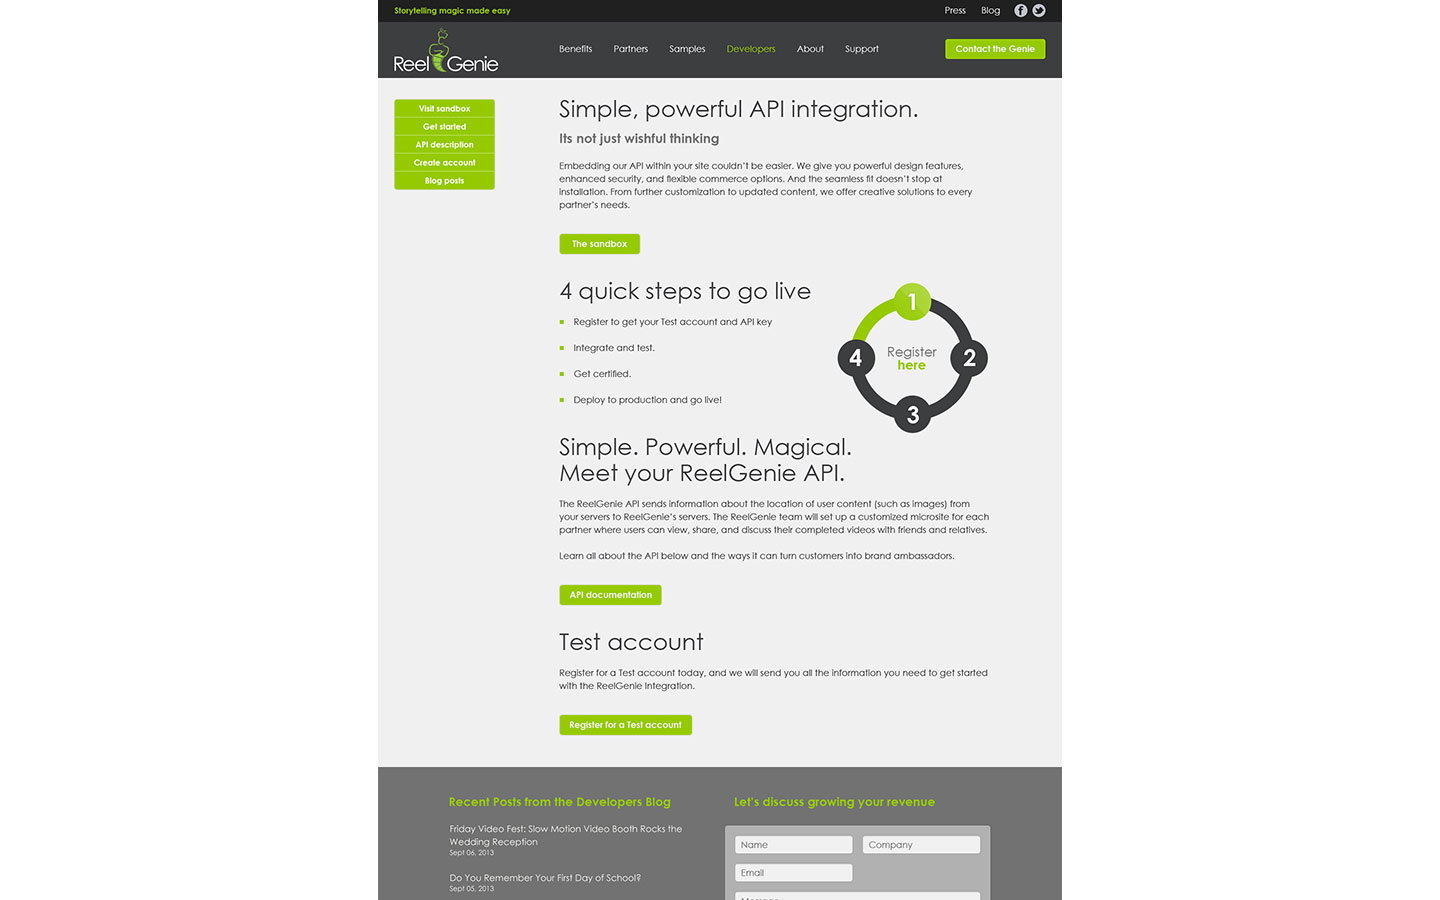 Storytelling magic made easy
Press
Blog
ReelGenie
Benefits
Partners
Samples
Developers
About
Support
Contact the Genie
Visit sandbox
Get started
API description
Create account
Blog posts
Simple, powerful API integration.
Its not just wishful thinking
Embedding our API within your site couldn't be easier. We give you powerful design features,
enhanced security, and flexible commerce options. And the seamless fit doesn't stop at
installation. From further customization to updated content, we offer creative solutions to every
partner's needs.
The sandbox
4 quick steps to go live
Register to get your Test account and API key
Integrate and test.
Get certified.
Deploy to production and go live!
1
2
3
4
Register
here
Simple. Powerful. Magical.
Meet your ReelGenie API.
The ReelGenie API sends information about the location of user content (such as images) from
your servers to ReelGenie's servers. The ReelGenie team will set up a customized microsite for each
partner where users can view, share, and discuss their completed videos with friends and relatives.
Learn all about the API below and the ways it can turn customers into brand ambassadors.
API documentation
Test account
Register for a Test account today, and we will send you all the information you need to get started
with the ReelGenie Integration.
Register for a Test account
Recent Posts from the Developers Blog
Friday Video Fest: Slow Motion Video Booth Rocks the
Wedding Reception
Sept 06, 2013
Do You Remember Your First Day of School?
Sept 05, 2013
Let's discuss growing your revenue
Name
Company
Email